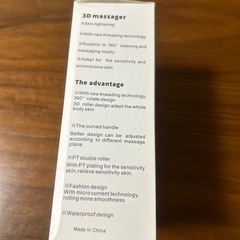 3D massager
※Skin tightening
※With new Kneading technology
※Rotation in 360° cleaning and
massaging totally
※Adapt for the sensitivity and
unconscious skin
The advantage
※With new kneading technology,
360° rotate design
3D roller design adapt the whole
body skin
※The curved handle
Better design can be adjusted
according to different massage
place.
※PT double roller
With PT plating for the sensitivity
skin, relieve sensitivity skin.
※Fashion design
With micro current technology,
rolling more smoothness
※Waterproof design
Made in China